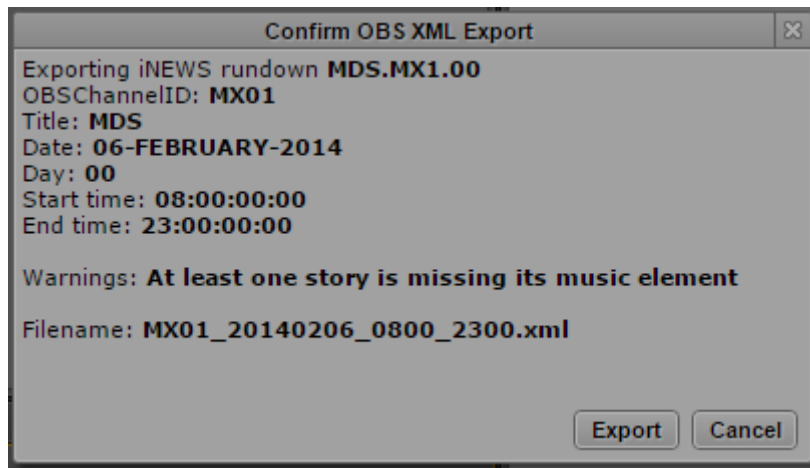 Confirm OBS XML Export
Exporting iNEWS rundown MDS.MX1.00
OBSChannelID: MX01
Title: MDS
Date: 06-FEBRUARY-2014
Day: 00
Start time: 08:00:00:00
End time: 23:00:00:00
Warnings: At least one story is missing its music element
Filename: MX01_20140206_0800_2300.xml
Export Cancel